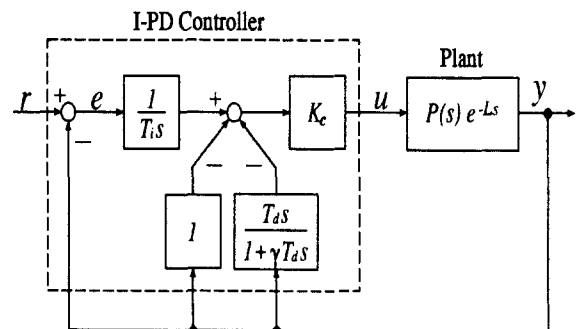 I-PD Controller
Plant
r + e 1/Tis + Kc u P(s) e^-Ls y
−
− −
1 Tds/1+γTds